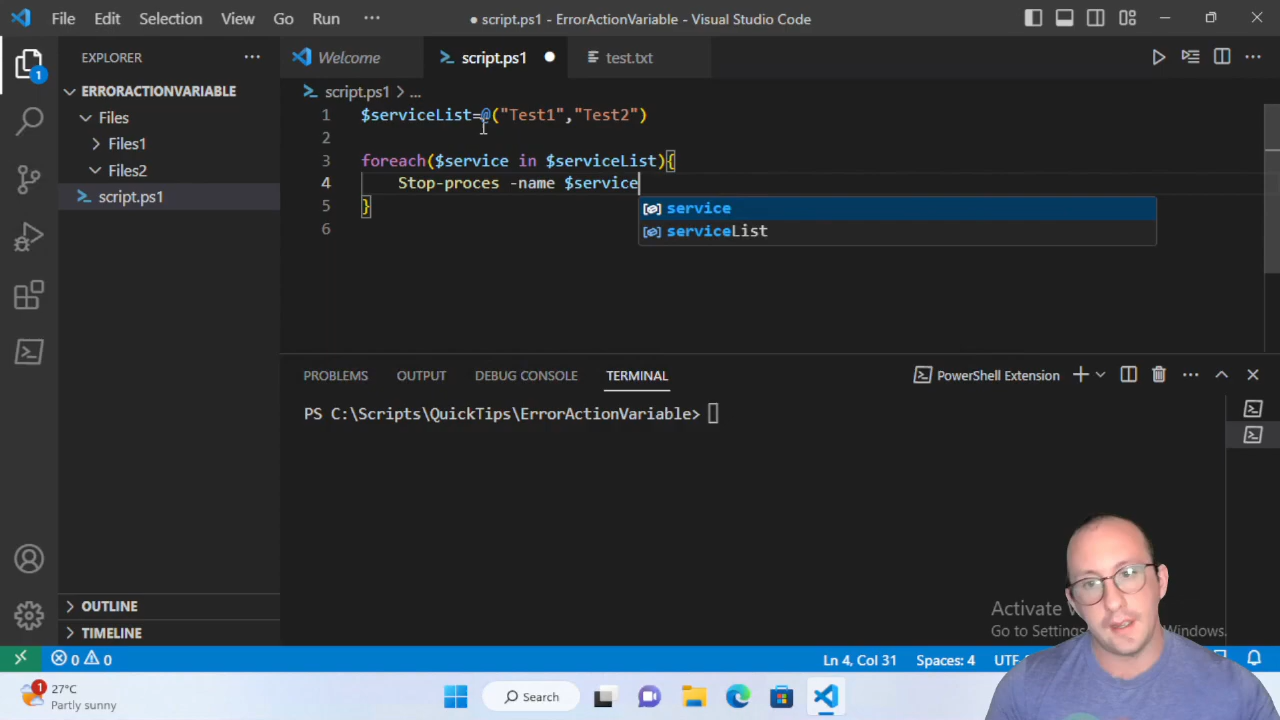 File Edit Selection View Go Run ··· ● script.ps1 - ErrorActionVariable - Visual Studio Code
EXPLORER ···
Welcome script.ps1 ● test.txt ···
script.ps1 > ...
1
ERRORACTIONVARIABLE
Files
Files1
Files2
script.ps1
1 $serviceList=@("Test1","Test2")
2
3 foreach($service in $serviceList){
4 Stop-proces -name $service
5 }
6
service
serviceList
PROBLEMS OUTPUT DEBUG CONSOLE TERMINAL PowerShell Extension ···
PS C:\Scripts\QuickTips\ErrorActionVariable>
OUTLINE
TIMELINE
Activate W
Go to Settings Windows.
0 0 Ln 4, Col 31 Spaces: 4 UTF
1
27°C
Partly sunny
Search